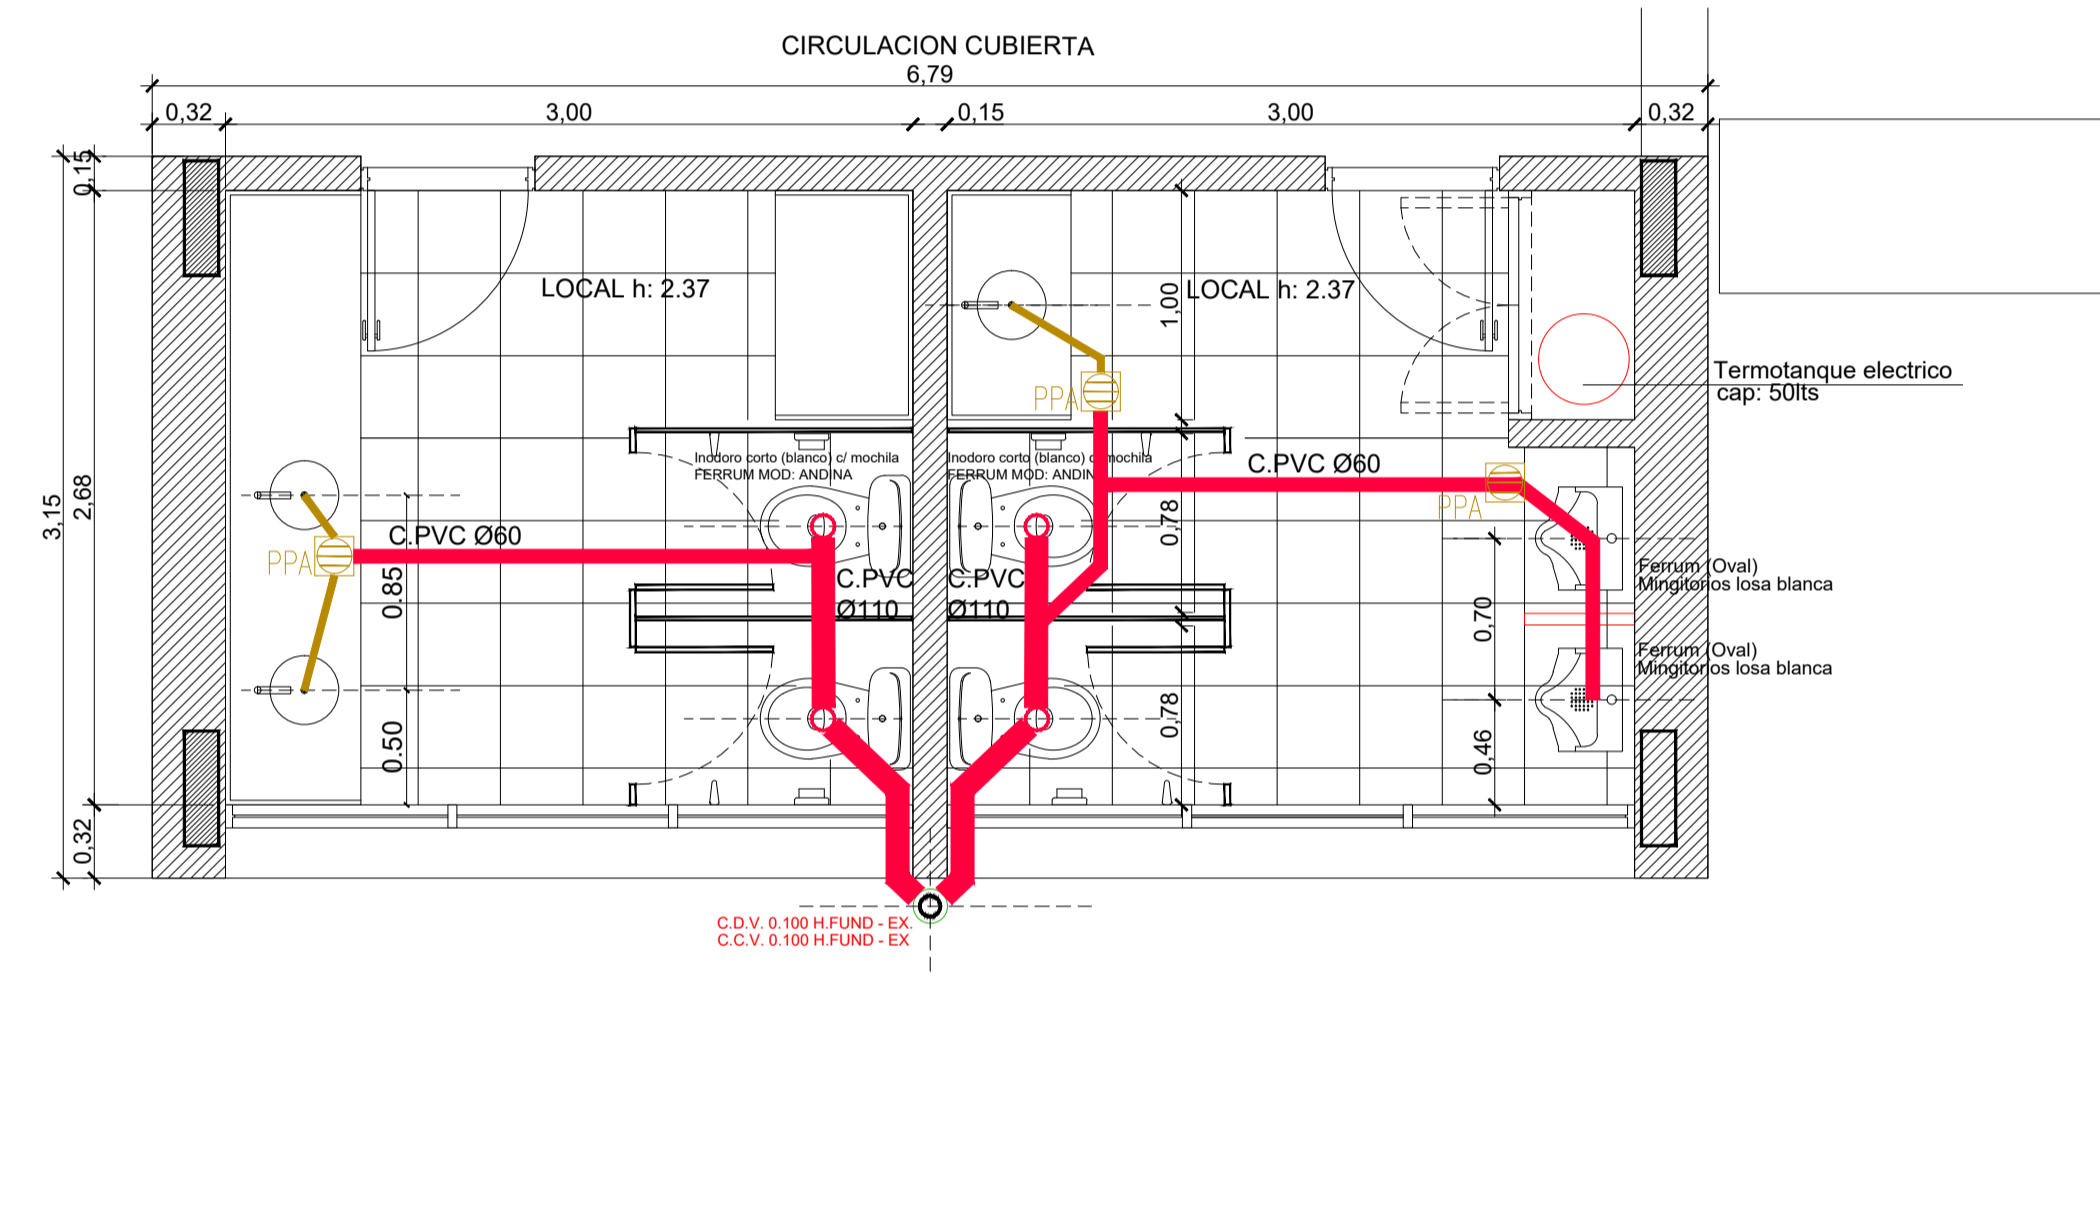 CIRCULACION CUBIERTA
6,79
0,32
3,00
0,15
3,00
0,32
0,15
3,15
2,68
0,32
LOCAL h: 2.37
LOCAL h: 2.37
1,00
Termotanque electrico
cap: 50lts
PPA
Inodoro corto (blanco) c/ mochila
FERRUM MOD: ANDINA
Inodoro corto (blanco) c/ mochila
FERRUM MOD: ANDINA
C.PVC Ø60
PPA
0,78
C.PVC Ø60
PPA
0.85
C.PVC
Ø110
C.PVC
Ø110
Ferrum (Oval)
Mingitorios losa blanca
0,70
Ferrum (Oval)
Mingitorios losa blanca
0,78
0.50
0,46
C.D.V. 0.100 H.FUND - EX.
C.C.V. 0.100 H.FUND - EX